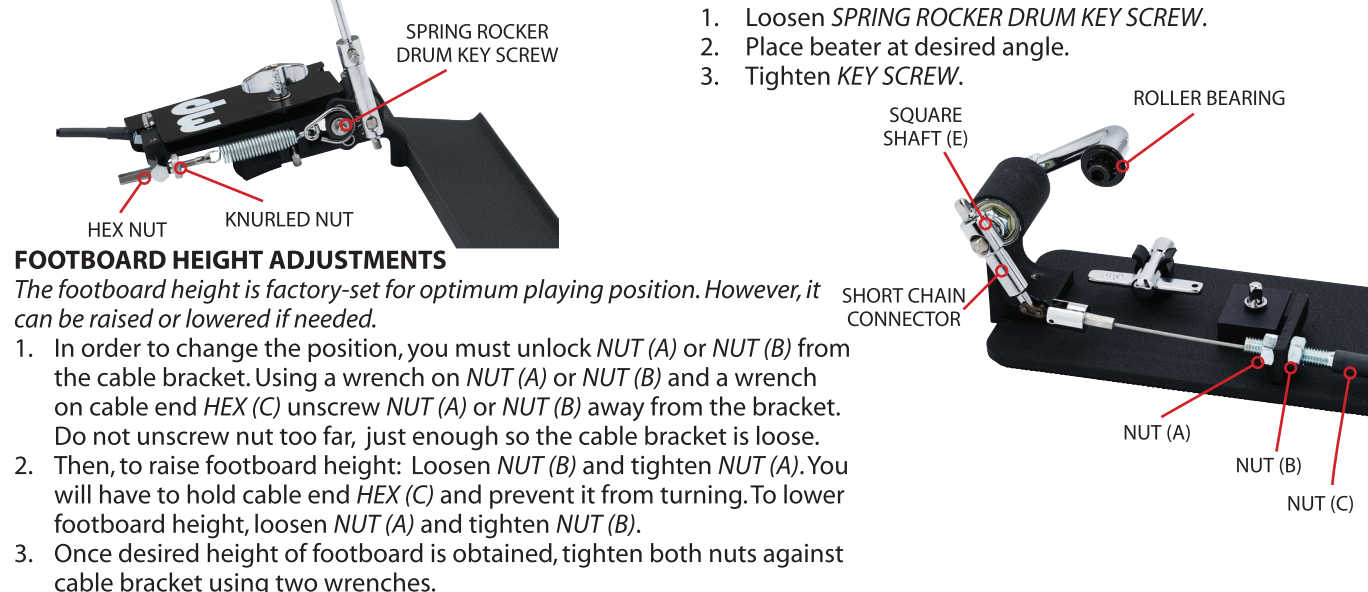 SPRING ROCKER
DRUM KEY SCREW
dw
HEX NUT
KNURLED NUT
1. Loosen SPRING ROCKER DRUM KEY SCREW.
2. Place beater at desired angle.
3. Tighten KEY SCREW.
SQUARE
SHAFT (E)
ROLLER BEARING
SHORT CHAIN
CONNECTOR
NUT (A)
NUT (B)
NUT (C)
FOOTBOARD HEIGHT ADJUSTMENTS
The footboard height is factory-set for optimum playing position. However, it
can be raised or lowered if needed.
1. In order to change the position, you must unlock NUT (A) or NUT (B) from
the cable bracket. Using a wrench on NUT (A) or NUT (B) and a wrench
on cable end HEX (C) unscrew NUT (A) or NUT (B) away from the bracket.
Do not unscrew nut too far, just enough so the cable bracket is loose.
2. Then, to raise footboard height: Loosen NUT (B) and tighten NUT (A). You
will have to hold cable end HEX (C) and prevent it from turning. To lower
footboard height, loosen NUT (A) and tighten NUT (B).
3. Once desired height of footboard is obtained, tighten both nuts against
cable bracket using two wrenches.